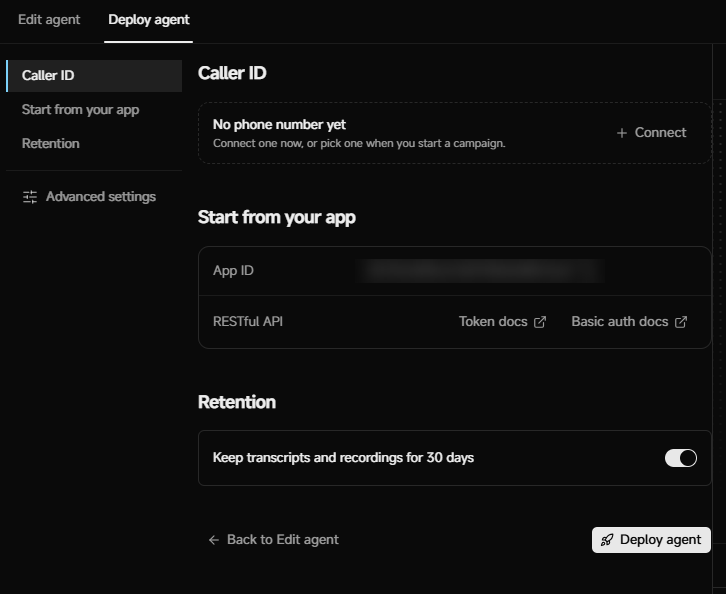 Edit agent
Deploy agent
Caller ID
Start from your app
Retention
Advanced settings
Caller ID
No phone number yet
Connect one now, or pick one when you start a campaign.
Connect
Start from your app
App ID
RESTful API
Token docs
Basic auth docs
Retention
Keep transcripts and recordings for 30 days
Back to Edit agent
Deploy agent